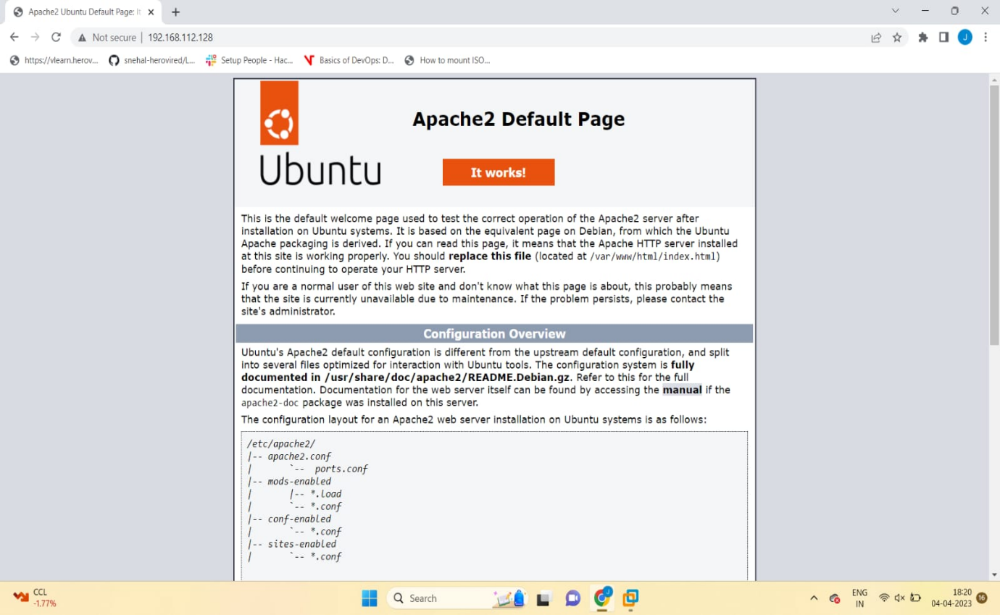 Apache2 Ubuntu Default Page: It
Not secure | 192.168.112.128
J
https://vlearn.herov... snehal-herovired/L... Setup People - Hac... Basics of DevOps: D... How to mount ISO...
Ubuntu
Apache2 Default Page
It works!
This is the default welcome page used to test the correct operation of the Apache2 server after
installation on Ubuntu systems. It is based on the equivalent page on Debian, from which the Ubuntu
Apache packaging is derived. If you can read this page, it means that the Apache HTTP server installed
at this site is working properly. You should replace this file (located at /var/www/html/index.html)
before continuing to operate your HTTP server.
If you are a normal user of this web site and don't know what this page is about, this probably means
that the site is currently unavailable due to maintenance. If the problem persists, please contact the
site's administrator.
Configuration Overview
Ubuntu's Apache2 default configuration is different from the upstream default configuration, and split
into several files optimized for interaction with Ubuntu tools. The configuration system is fully
documented in /usr/share/doc/apache2/README.Debian.gz. Refer to this for the full
documentation. Documentation for the web server itself can be found by accessing the manual if the
apache2-doc package was installed on this server.
The configuration layout for an Apache2 web server installation on Ubuntu systems is as follows:
/etc/apache2/
|-- apache2.conf
|       `--  ports.conf
|-- mods-enabled
|       |-- *.load
|       `-- *.conf
|-- conf-enabled
|       `-- *.conf
|-- sites-enabled
|       `-- *.conf
CCL
-1.77%
Search
ENG
IN
18:20
04-04-2023
16